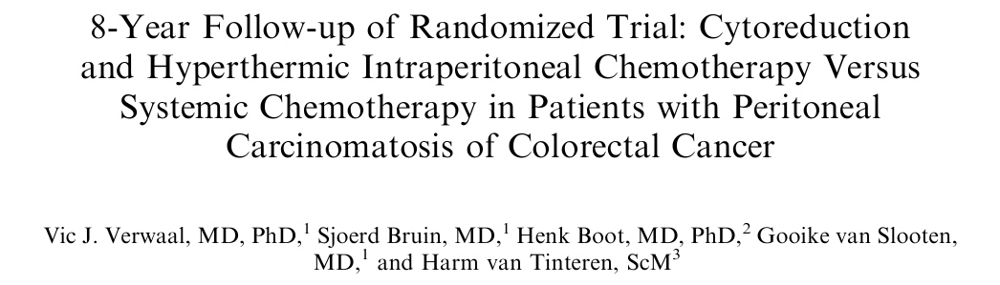 8-Year Follow-up of Randomized Trial: Cytoreduction
and Hyperthermic Intraperitoneal Chemotherapy Versus
Systemic Chemotherapy in Patients with Peritoneal
Carcinomatosis of Colorectal Cancer
Vic J. Verwaal, MD, PhD,¹ Sjoerd Bruin, MD,¹ Henk Boot, MD, PhD,² Gooike van Slooten,
MD,¹ and Harm van Tinteren, ScM³